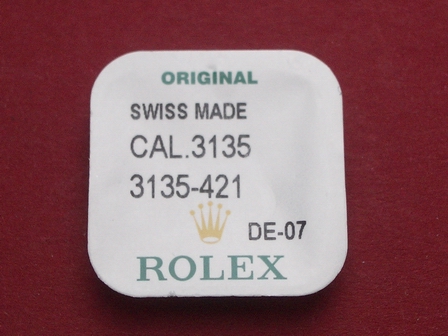 ORIGINAL
SWISS MADE
CAL.3135
3135-421
DE-07
ROLEX